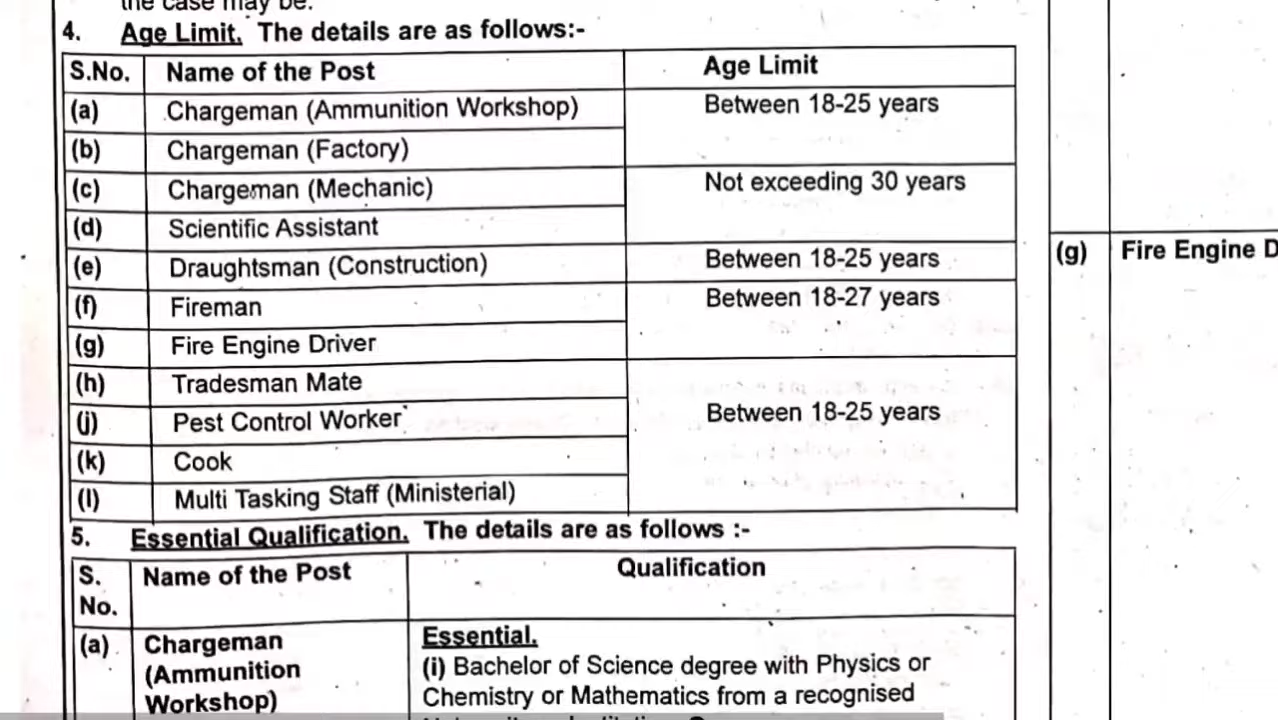 the case may be.
4. Age Limit. The details are as follows:-
S.No. Name of the Post Age Limit
(a) Chargeman (Ammunition Workshop) Between 18-25 years
(b) Chargeman (Factory)
(c) Chargeman (Mechanic) Not exceeding 30 years
(d) Scientific Assistant
(e) Draughtsman (Construction) Between 18-25 years
(f) Fireman Between 18-27 years
(g) Fire Engine Driver
(h) Tradesman Mate
(j) Pest Control Worker Between 18-25 years
(k) Cook
(l) Multi Tasking Staff (Ministerial)
5. Essential Qualification. The details are as follows :-
S. No. Name of the Post Qualification
(a) Chargeman (Ammunition Workshop)
Essential.
(i) Bachelor of Science degree with Physics or
Chemistry or Mathematics from a recognised
(g) Fire Engine D